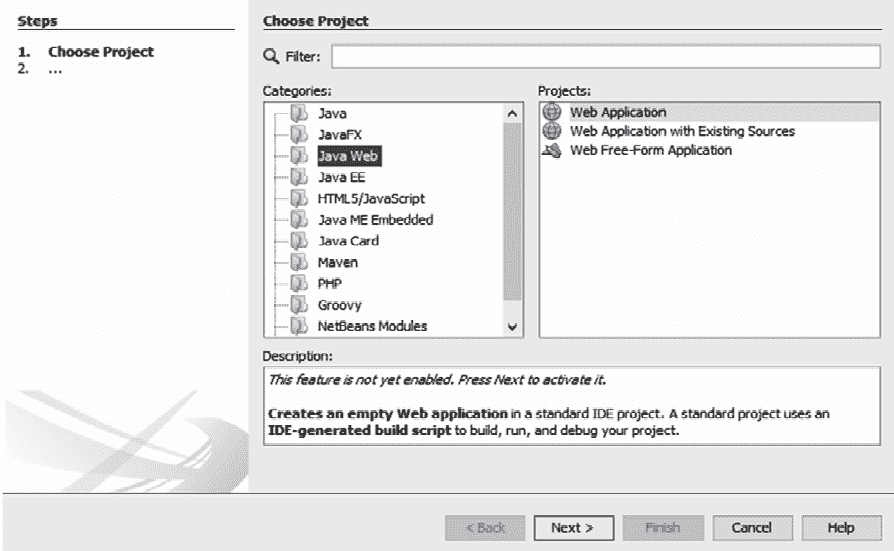 Steps
1. Choose Project
2. ...
Choose Project
Filter:
Categories:
Java
JavaFX
Java Web
Java EE
HTML5/JavaScript
Java ME Embedded
Java Card
Maven
PHP
Groovy
NetBeans Modules
Projects:
Web Application
Web Application with Existing Sources
Web Free-Form Application
Description:
This feature is not yet enabled. Press Next to activate it.
Creates an empty Web application in a standard IDE project. A standard project uses an
IDE-generated build script to build, run, and debug your project.
< Back Next > Finish Cancel Help